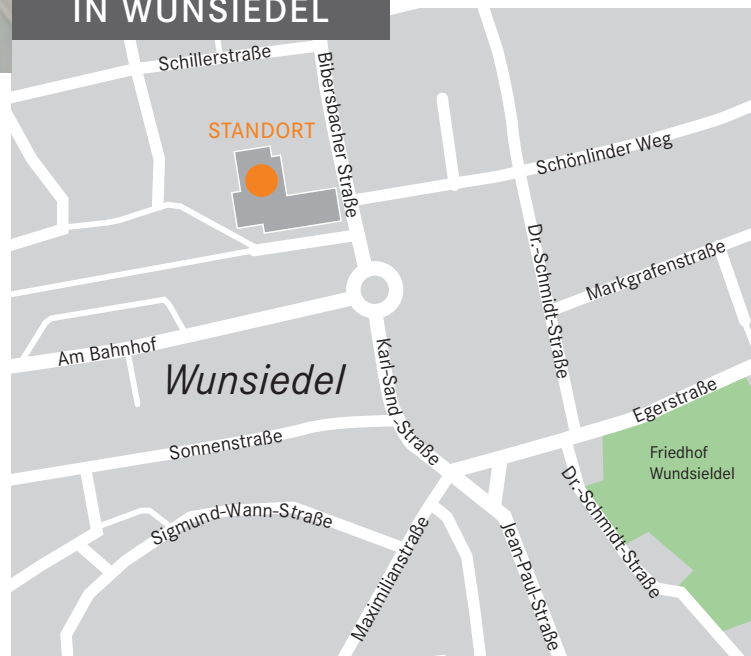 IN WUNSIEDEL
Schillerstraße
Bibersbacher Straße
STANDORT
Schönlinder Weg
Dr.-Schmidt-Straße
Markgrafenstraße
Am Bahnhof
Wunsiedel
Karl-Sand-Straße
Egerstraße
Sonnenstraße
Friedhof
Wundsieldel
Dr.-Schmidt-Straße
Sigmund-Wann-Straße
Maximilianstraße
Jean-Paul-Straße